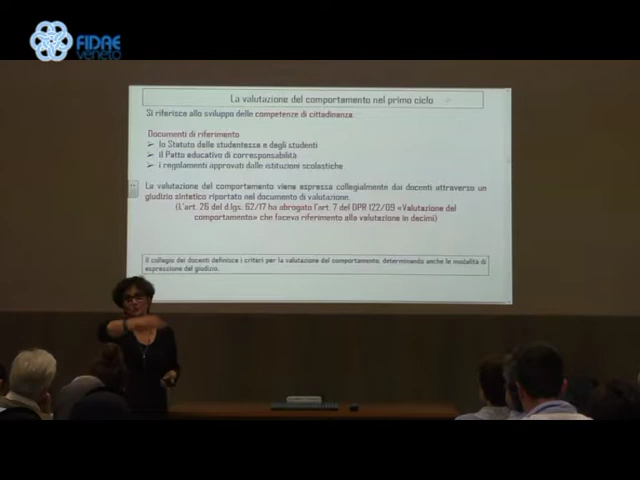 FIDAE
veneto
La valutazione del comportamento nel primo ciclo
Si riferisce allo sviluppo delle competenze di cittadinanza.
Documenti di riferimento
➢ lo Statuto delle studentesse e degli studenti
➢ il Patto educativo di corresponsabilità
➢ i regolamenti approvati dalle istituzioni scolastiche
La valutazione del comportamento viene espressa collegialmente dai docenti attraverso un
giudizio sintetico riportato nel documento di valutazione.
(L'art. 26 del d.lgs. 62/17 ha abrogato l'art. 7 del DPR 122/09 «Valutazione del
comportamento» che faceva riferimento alla valutazione in decimi)
Il collegio dei docenti definisce i criteri per la valutazione del comportamento, determinando anche le modalità di
espressione del giudizio.